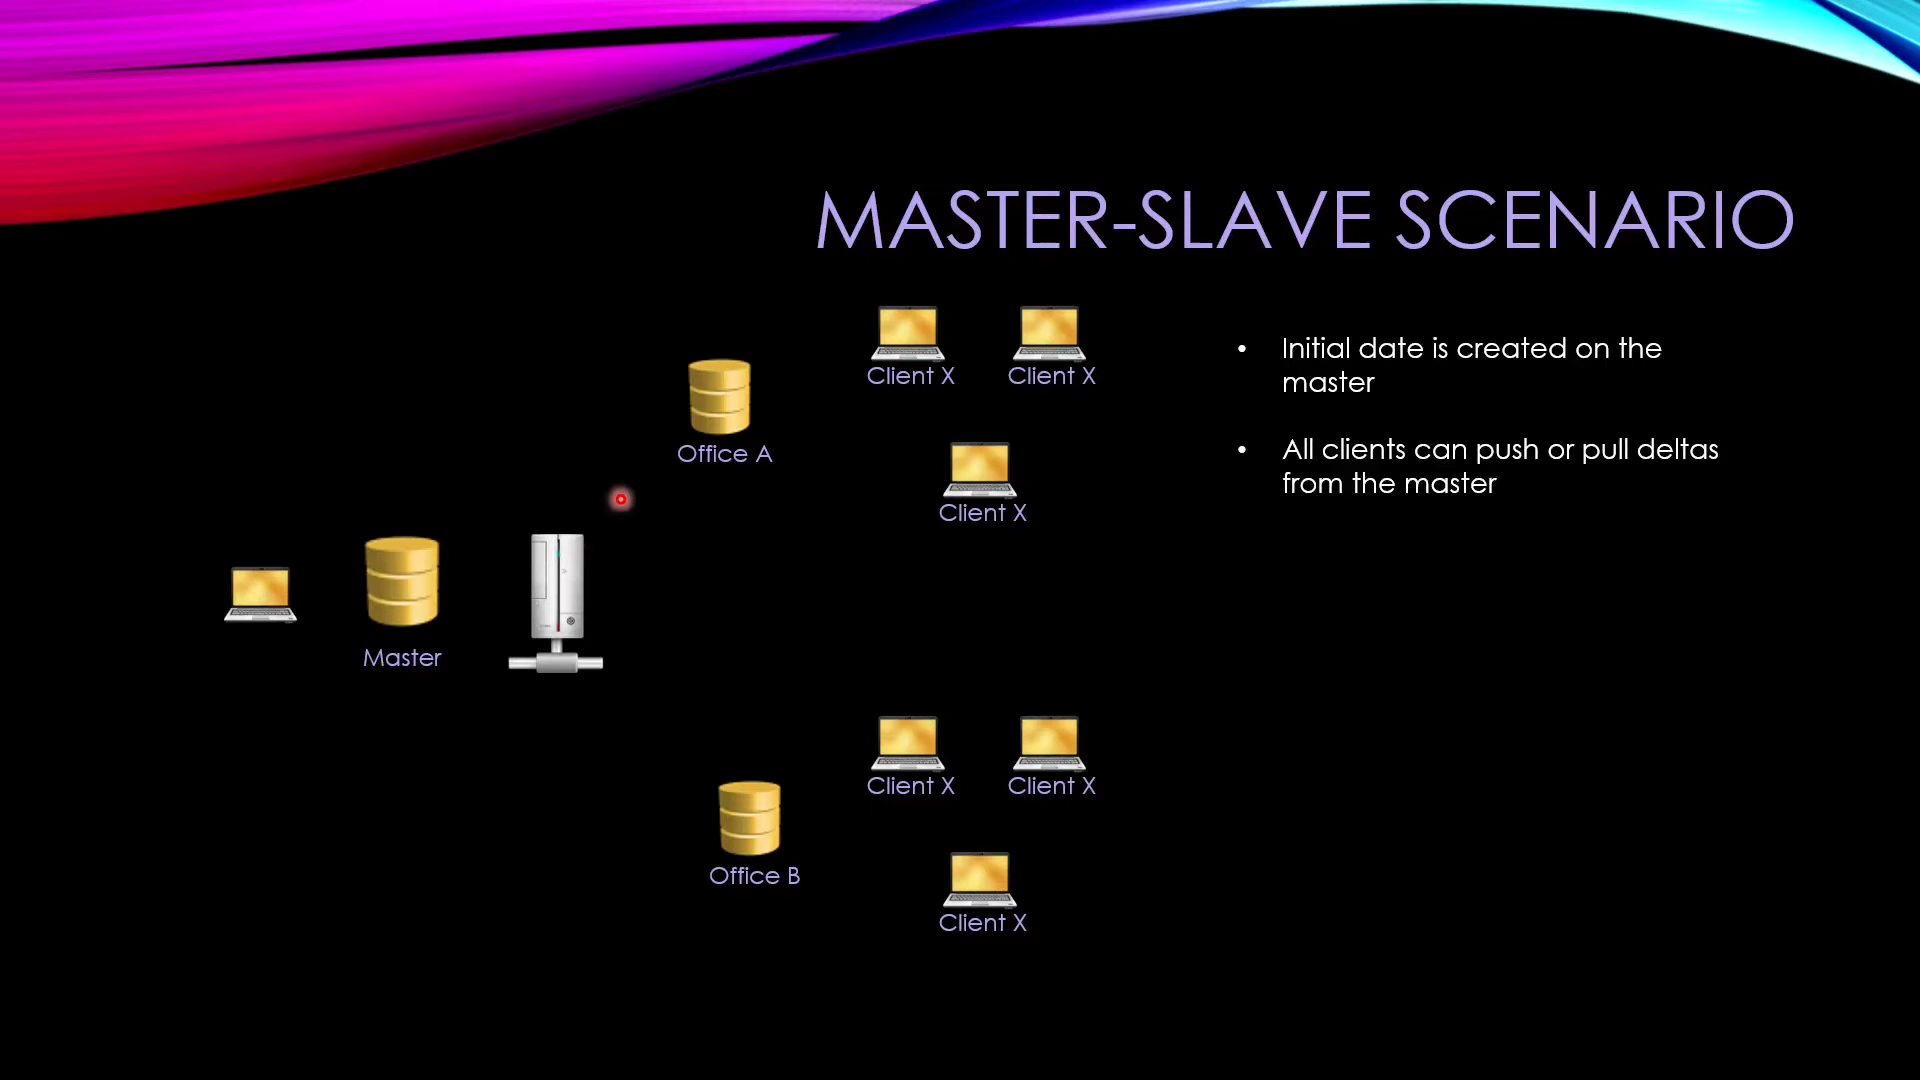 MASTER-SLAVE SCENARIO
Client X
Client X
Office A
Client X
Master
Client X
Client X
Office B
Client X
• Initial date is created on the
master
• All clients can push or pull deltas
from the master